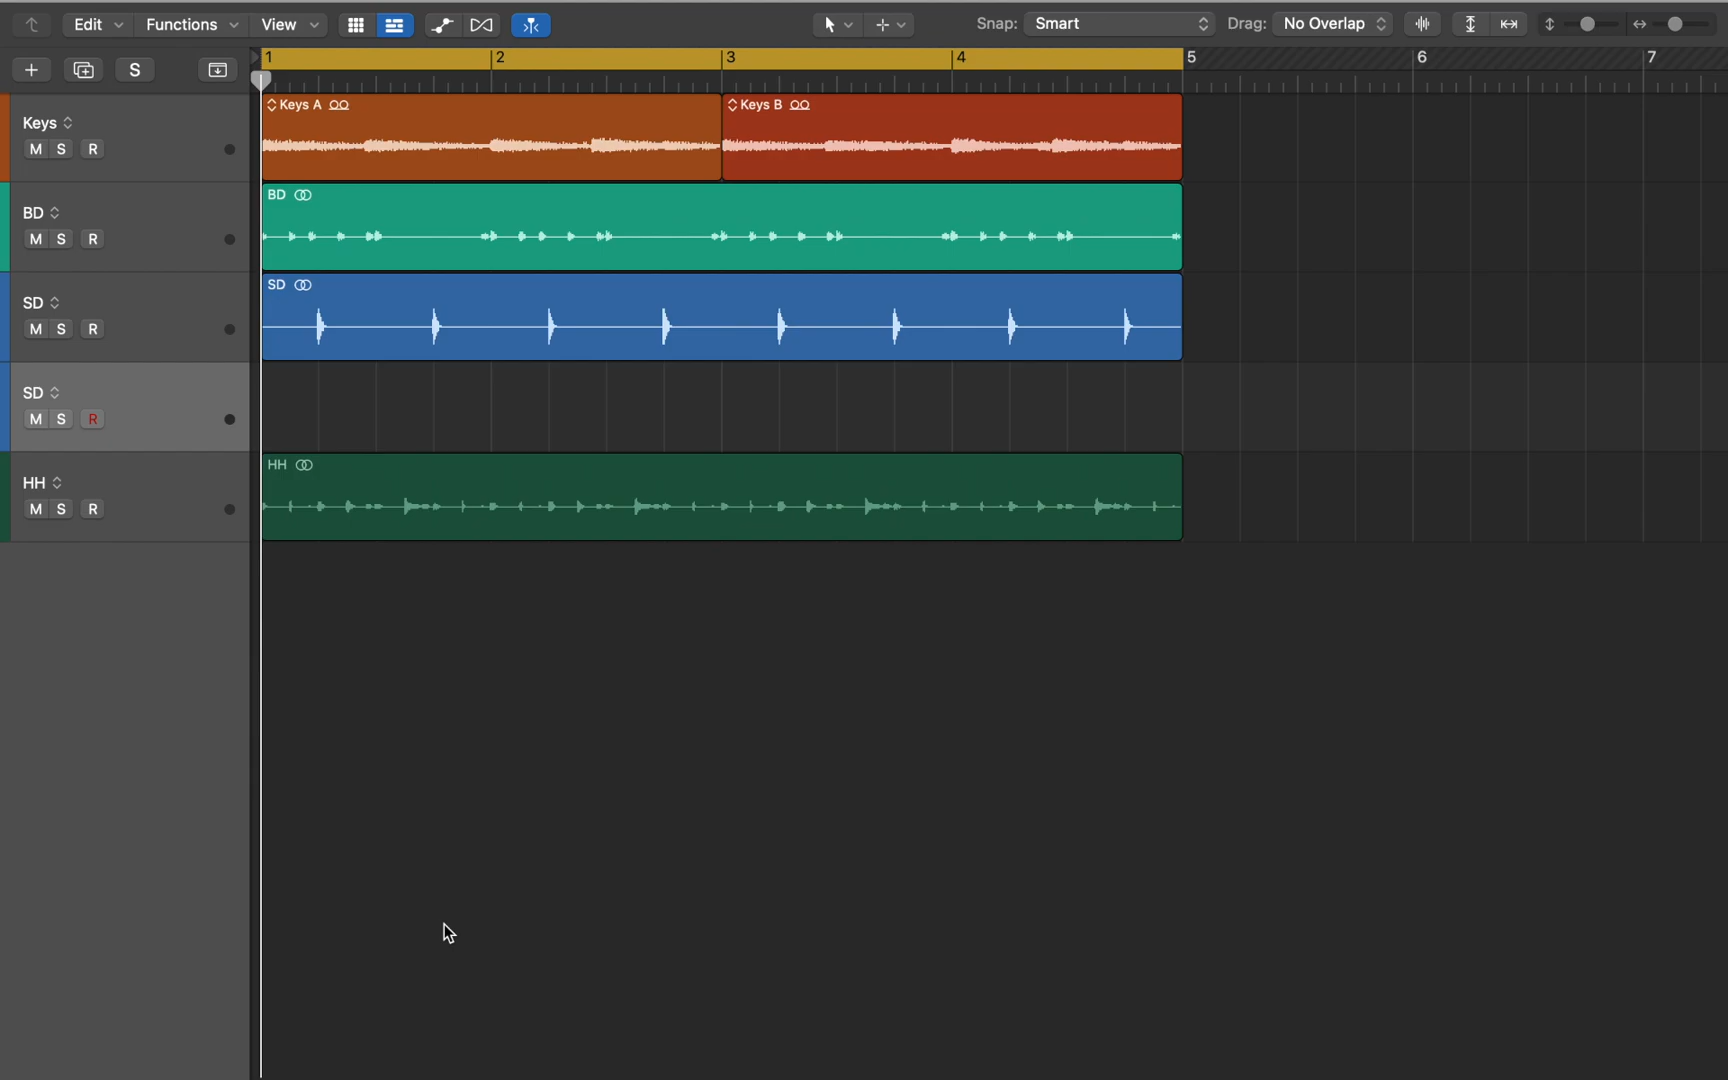 Edit Functions View Snap: Smart Drag: No Overlap
S 1 2 3 4 5 6 7
Keys A Keys B
Keys
M S R
BD
BD
M S R
SD
SD
M S R
SD
M S R
HH
HH
M S R